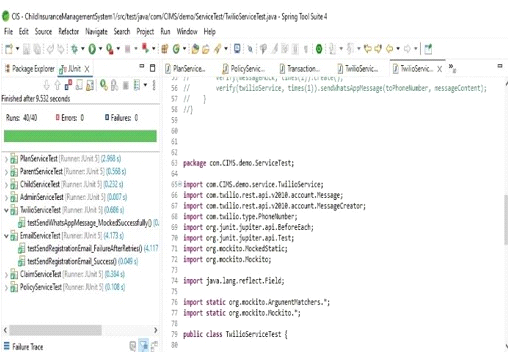 CIS - ChildInsuranceManagementSystem1/src/test/java/com/CIMS/demo/ServiceTest/TwilioServiceTest.java - Spring Tool Suite 4
File Edit Source Refactor Navigate Search Project Run Window Help
Package Explorer JUnit
Finished after 9.532 seconds
Runs: 40/40 Errors: 0 Failures: 0
PlanServiceTest [Runner: JUnit 5] (2.968 s)
ParentServiceTest [Runner: JUnit 5] (0.568 s)
ChildServiceTest [Runner: JUnit 5] (0.232 s)
AdminServiceTest [Runner: JUnit 5] (0.007 s)
TwilioServiceTest [Runner: JUnit 5] (0.686 s)
testSendWhatsAppMessage_MockedSuccessfully() (0.
EmailServiceTest [Runner: JUnit 5] (4.173 s)
testSendRegistrationEmail_FailureAfterRetries() (4.117
testSendRegistrationEmail_Success() (0.049 s)
ClaimServiceTest [Runner: JUnit 5] (0.384 s)
PolicyServiceTest [Runner: JUnit 5] (0.108 s)
Failure Trace
PlanService... PolicyServic... Transaction... TwilioServic... TwilioServic...
55 // verify(messageMock, times(1)).create();
56 // verify(twilioService, times(1)).sendWhatsAppMessage(toPhoneNumber, messageContent);
57 // }
58 //}
59
60
61
62
63 package com.CIMS.demo.ServiceTest;
64
65 import com.CIMS.demo.service.TwilioService;
66 import com.twilio.rest.api.v2010.account.Message;
67 import com.twilio.rest.api.v2010.account.MessageCreator;
68 import com.twilio.type.PhoneNumber;
69 import org.junit.jupiter.api.BeforeEach;
70 import org.junit.jupiter.api.Test;
71 import org.mockito.MockedStatic;
72 import org.mockito.Mockito;
73
74 import java.lang.reflect.Field;
75
76 import static org.mockito.ArgumentMatchers.*;
77 import static org.mockito.Mockito.*;
78
79 public class TwilioServiceTest {
80